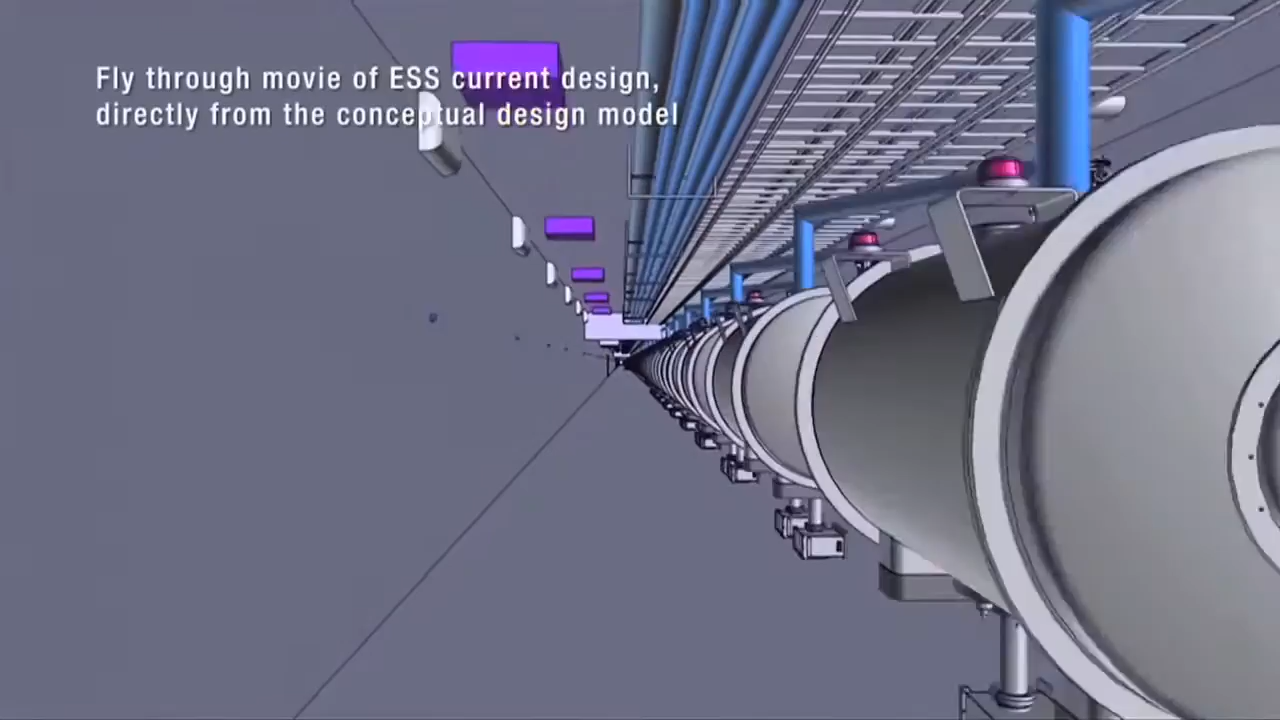 Fly through movie of ESS current design,
directly from the conceptual design model